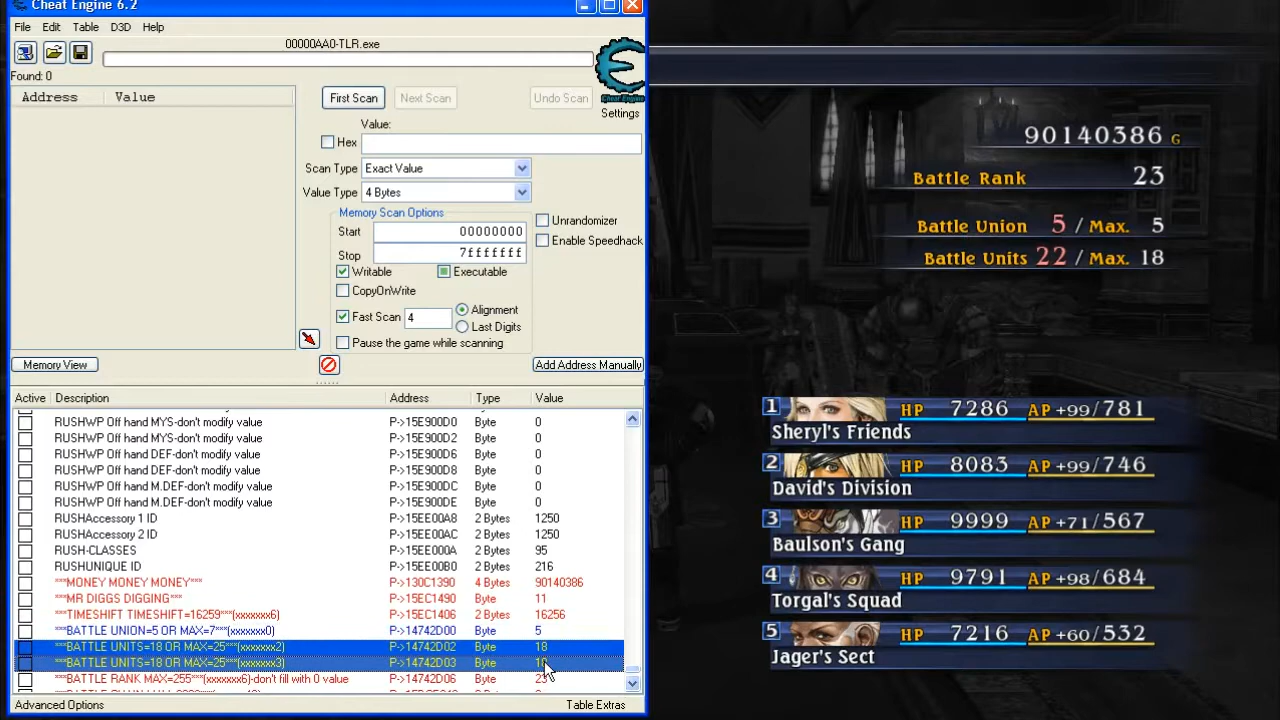 Cheat Engine 6.2
File Edit Table D3D Help
00000AA0-TLR.exe
Found: 0
Address Value
First Scan Next Scan Undo Scan
Settings
Value:
Hex
Scan Type Exact Value
Value Type 4 Bytes
Memory Scan Options
Start 00000000
Stop 7fffffff
Unrandomizer
Enable Speedhack
Writable Executable
CopyOnWrite
Fast Scan 4 Alignment
Last Digits
Pause the game while scanning
Memory View Add Address Manually
Active Description Address Type Value
RUSHWP Off hand MYS-don't modify value P->15E900D0 Byte 0
RUSHWP Off hand MYS-don't modify value P->15E900D2 Byte 0
RUSHWP Off hand DEF-don't modify value P->15E900D6 Byte 0
RUSHWP Off hand DEF-don't modify value P->15E900D8 Byte 0
RUSHWP Off hand M.DEF-don't modify value P->15E900DC Byte 0
RUSHWP Off hand M.DEF-don't modify value P->15E900DE Byte 0
RUSHAccessory 1 ID P->15EE00A8 2 Bytes 1250
RUSHAccessory 2 ID P->15EE00AC 2 Bytes 1250
RUSH-CLASSES P->15EE000A 2 Bytes 95
RUSHUNIQUE ID P->15EE00B0 2 Bytes 216
***MONEY MONEY MONEY*** P->130C1390 4 Bytes 90140386
***MR DIGGS DIGGING*** P->15EC1390 Byte 11
***TIMESHIFT TIMESHIFT=16259***(xxxxxxx6) P->15EC1406 2 Bytes 16256
***BATTLE UNION=5 OR MAX=7***(xxxxxxx0) P->14742D00 Byte 5
***BATTLE UNITS=18 OR MAX=25***(xxxxxxx2) P->14742D02 Byte 18
***BATTLE UNITS=18 OR MAX=25***(xxxxxxx3) P->14742D03 Byte
***BATTLE RANK MAX=255***(xxxxxxx6)-don't fill with 0 value P->14742D06 Byte 23
Advanced Options Table Extras
90140386 G
Battle Rank 23
Battle Union 5 / Max. 5
Battle Units 22 / Max. 18
1 HP 7286 AP +99/781
Sheryl's Friends
2 HP 8083 AP +99/746
David's Division
3 HP 9999 AP +71/567
Baulson's Gang
4 HP 9791 AP +98/684
Torgal's Squad
5 HP 7216 AP +60/532
Jager's Sect